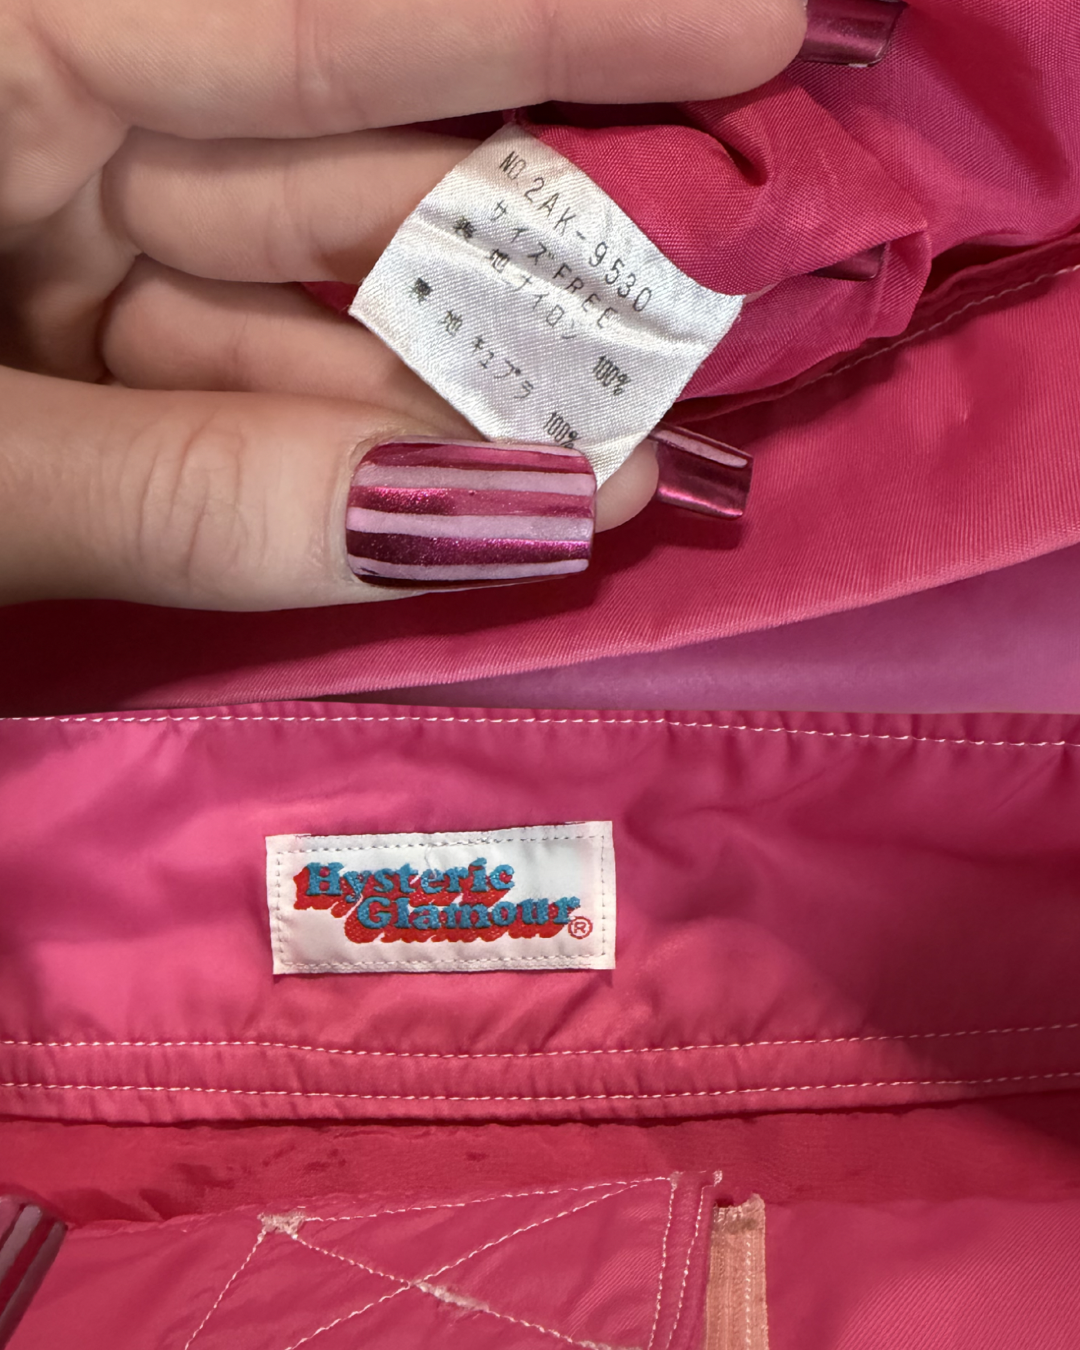 NO. 2AK-9530
サイズ FREE
表 地 ナイロン 100%
裏 地 キュプラ 100%
Hysteric
Glamour®